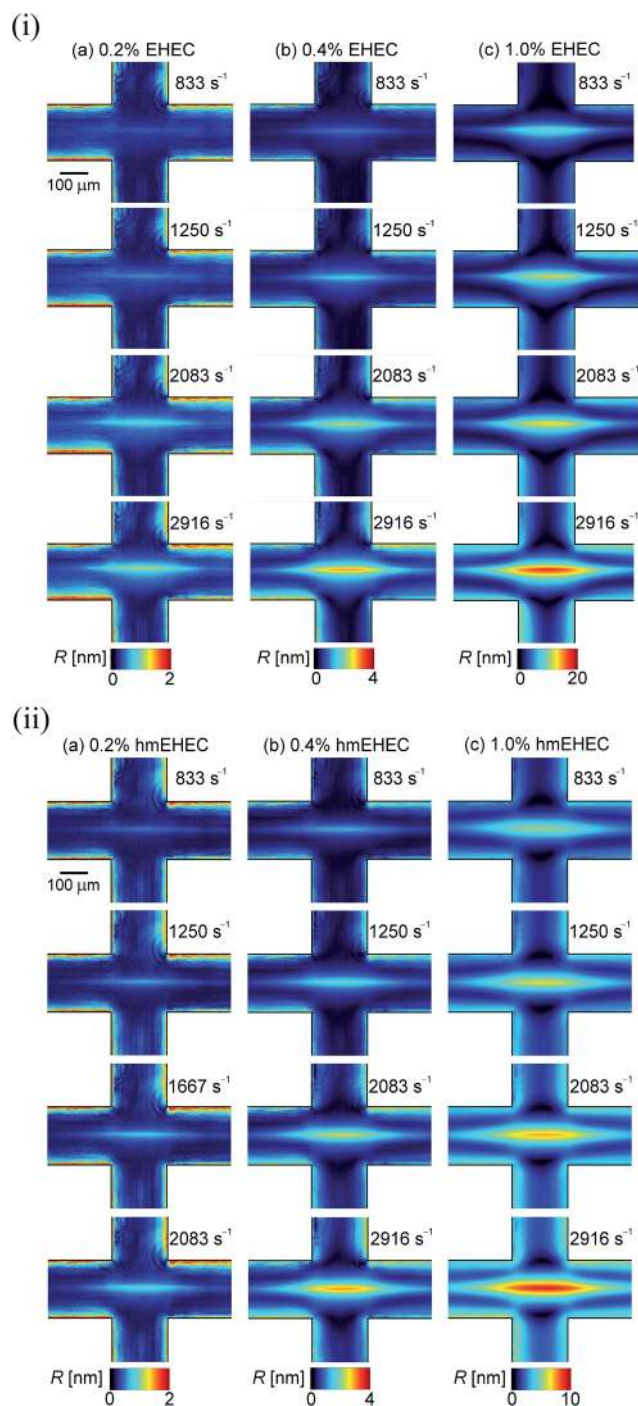 (i)
(a) 0.2% EHEC (b) 0.4% EHEC (c) 1.0% EHEC
833 s⁻¹ 833 s⁻¹ 833 s⁻¹
100 μm
1250 s⁻¹ 1250 s⁻¹ 1250 s⁻¹
2083 s⁻¹ 2083 s⁻¹ 2083 s⁻¹
2916 s⁻¹ 2916 s⁻¹ 2916 s⁻¹
R [nm] R [nm] R [nm]
0 2 0 4 0 20
(ii)
(a) 0.2% hmEHEC (b) 0.4% hmEHEC (c) 1.0% hmEHEC
833 s⁻¹ 833 s⁻¹ 833 s⁻¹
100 μm
1250 s⁻¹ 1250 s⁻¹ 1250 s⁻¹
1667 s⁻¹ 2083 s⁻¹ 2083 s⁻¹
2083 s⁻¹ 2916 s⁻¹ 2916 s⁻¹
R [nm] R [nm] R [nm]
0 2 0 4 0 10